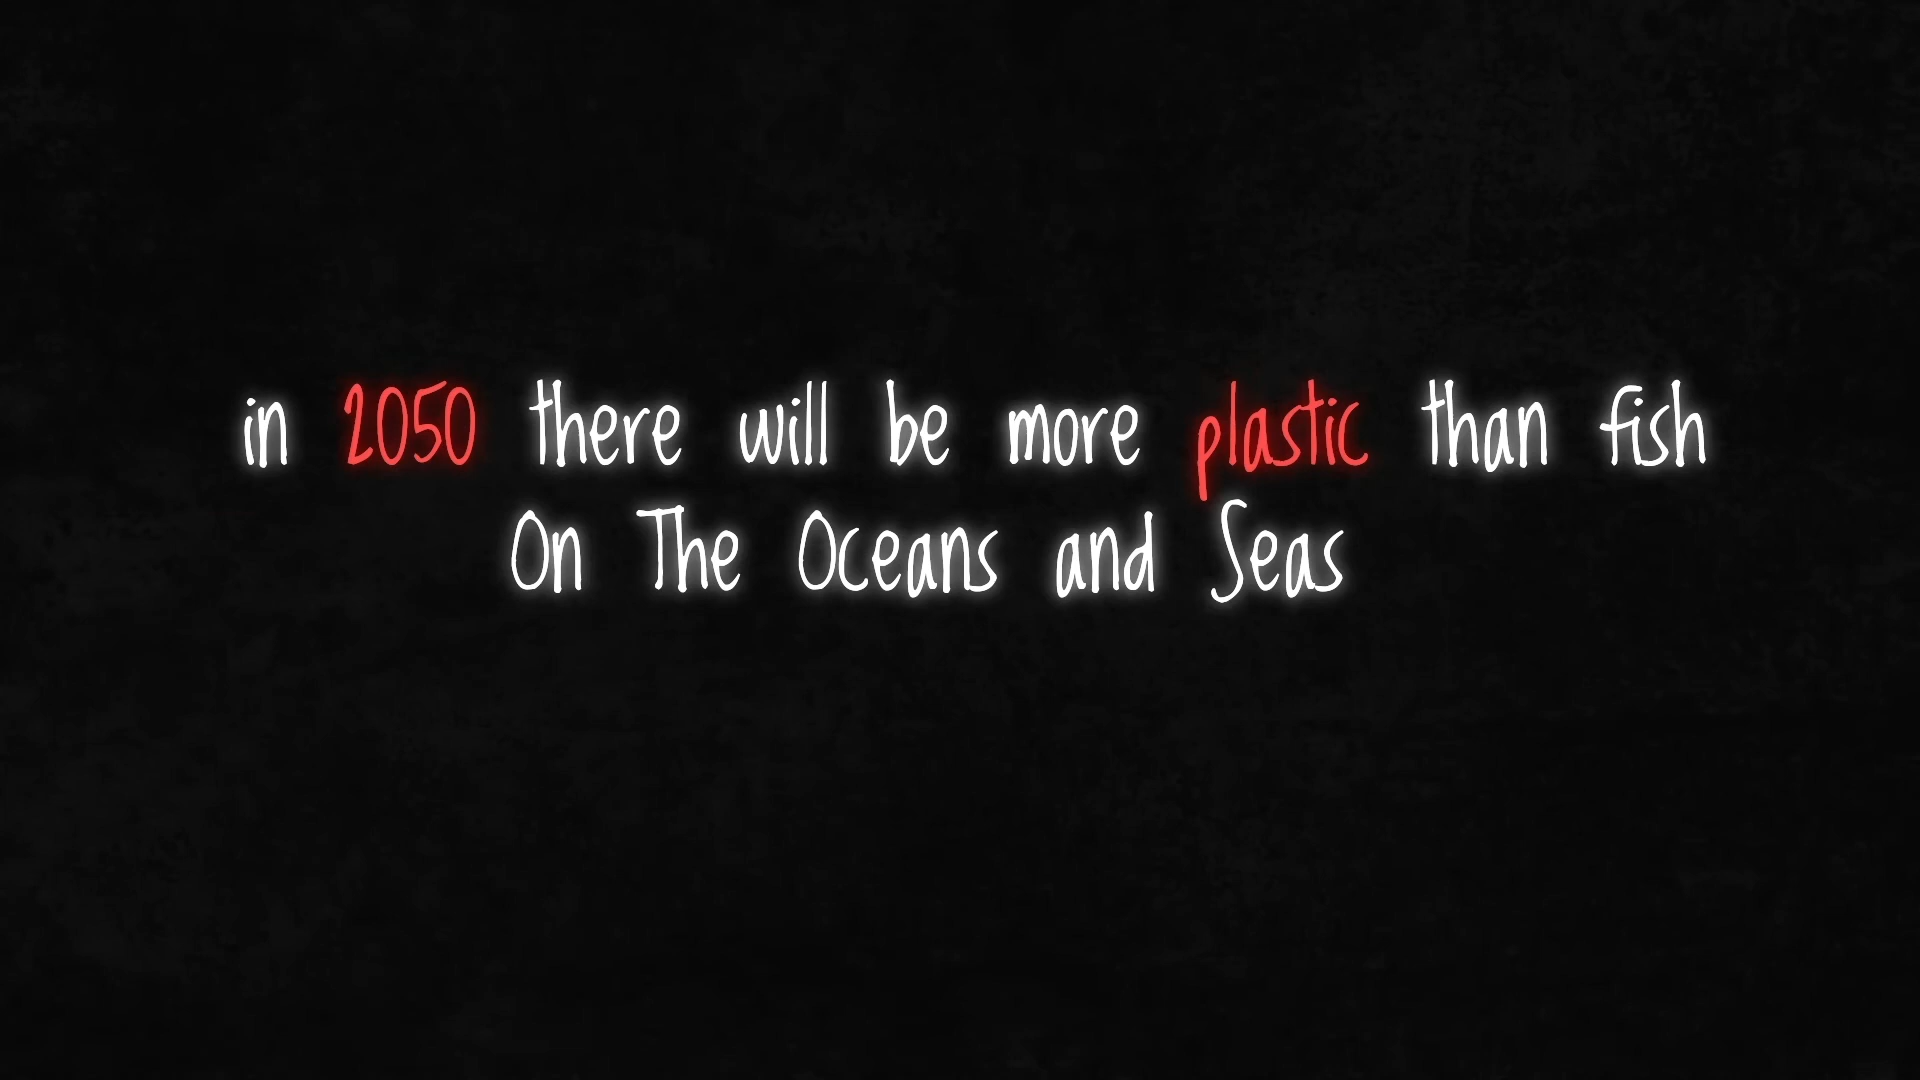 in 2050 there will be more plastic than fish
On The Oceans and Seas